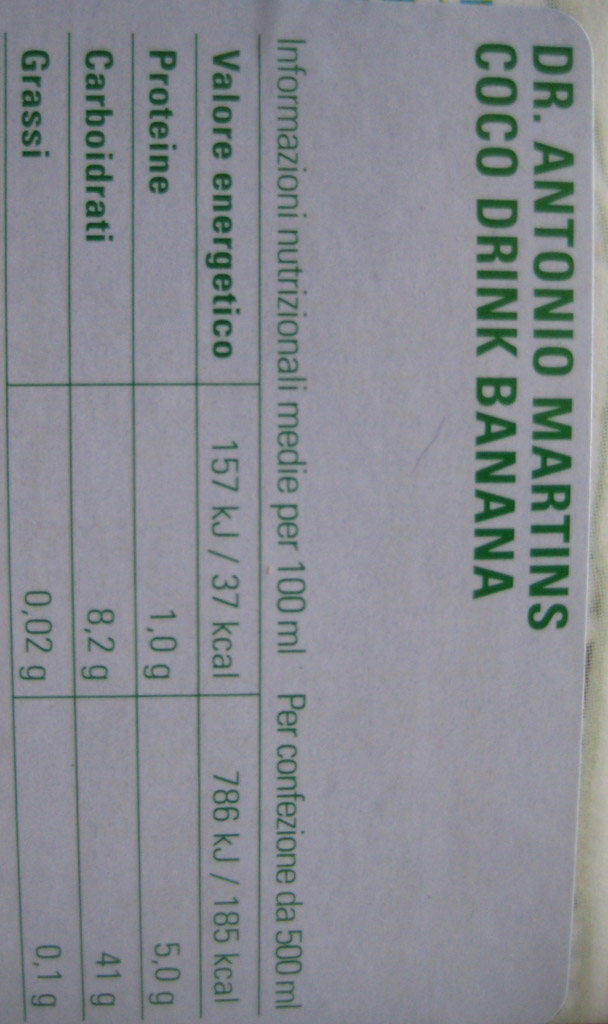 DR. ANTONIO MARTINS
COCO DRINK BANANA
Informazioni nutrizionali medie per 100 ml Per confezione da 500 ml
Valore energetico 157 kJ / 37 kcal 786 kJ / 185 kcal
Proteine 1,0 g 5,0 g
Carboidrati 8,2 g 41 g
Grassi 0,02 g 0,1 g